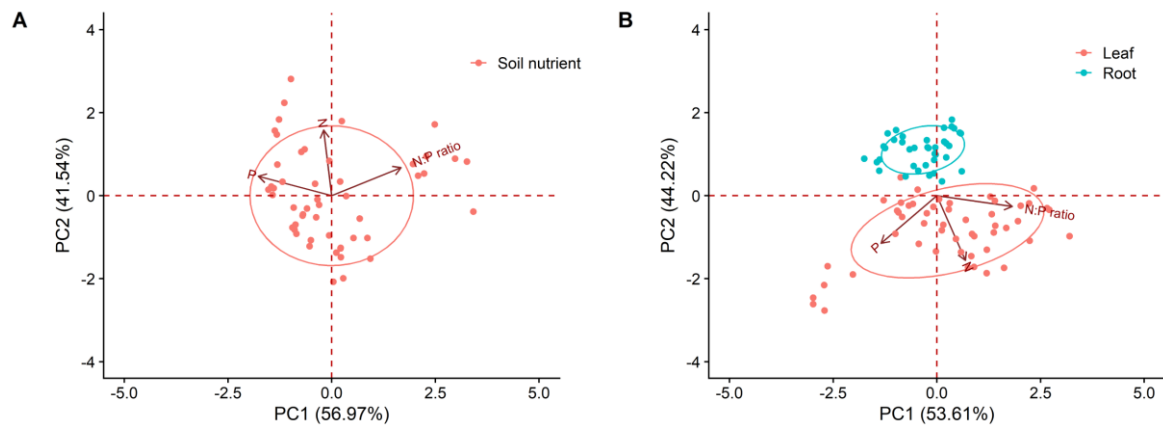 A
4
2
0
-2
-4
-5.0
-2.5
0.0
2.5
5.0
PC1 (56.97%)
PC2 (41.54%)
Soil nutrient
N
P
N:P ratio
B
4
2
0
-2
-4
-5.0
-2.5
0.0
2.5
5.0
PC1 (53.61%)
PC2 (44.22%)
Leaf
Root
N:P ratio
P
N